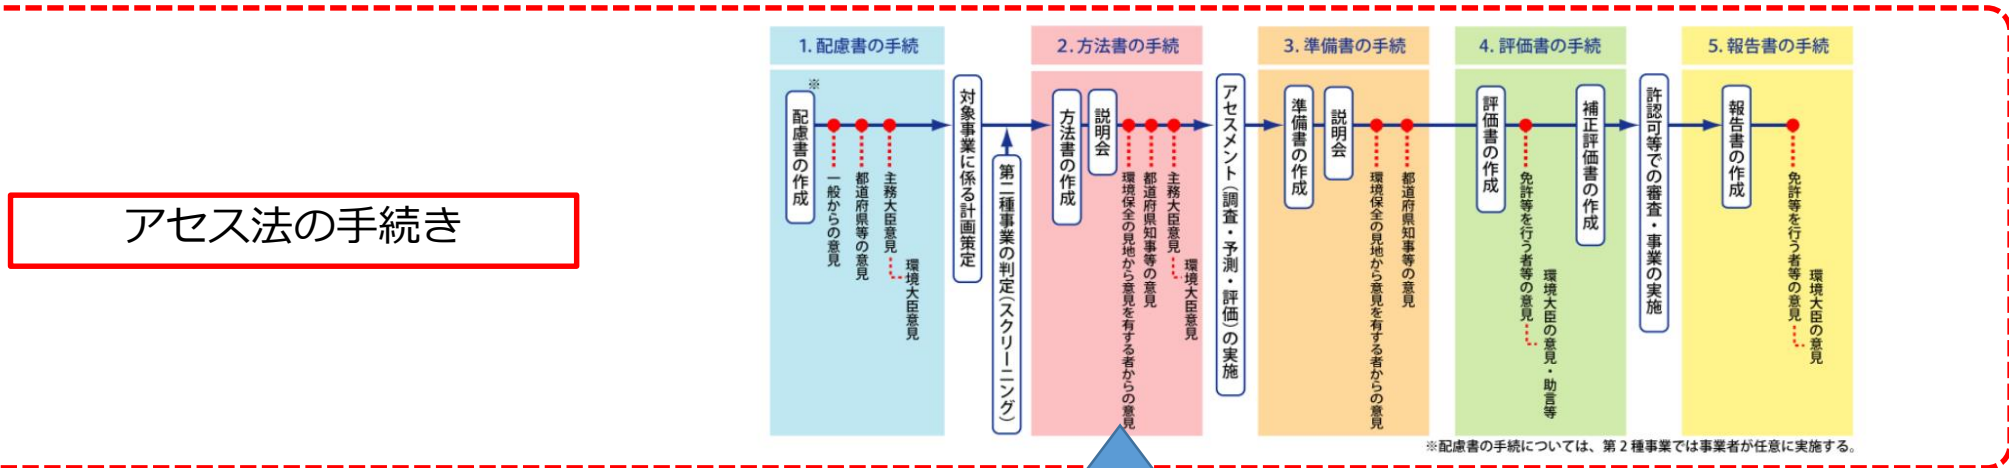 アセス法の手続き
1. 配慮書の手続
※
配慮書の作成
一般からの意見
都道府県等の意見
主務大臣意見
環境大臣意見
対象事業に係る計画策定
第二種事業の判定(スクリーニング)
2. 方法書の手続
方法書の作成
説明会
環境保全の見地から意見を有する者からの意見
都道府県知事等の意見
主務大臣意見
環境大臣意見
アセスメント(調査・予測・評価)の実施
3. 準備書の手続
準備書の作成
説明会
環境保全の見地から意見を有する者からの意見
都道府県知事等の意見
4. 評価書の手続
評価書の作成
免許等を行う者等の意見
環境大臣の意見・助言等
補正評価書の作成
許認可等での審査・事業の実施
5. 報告書の手続
報告書の作成
免許等を行う者等の意見
環境大臣の意見
※配慮書の手続については、第2種事業では事業者が任意に実施する。